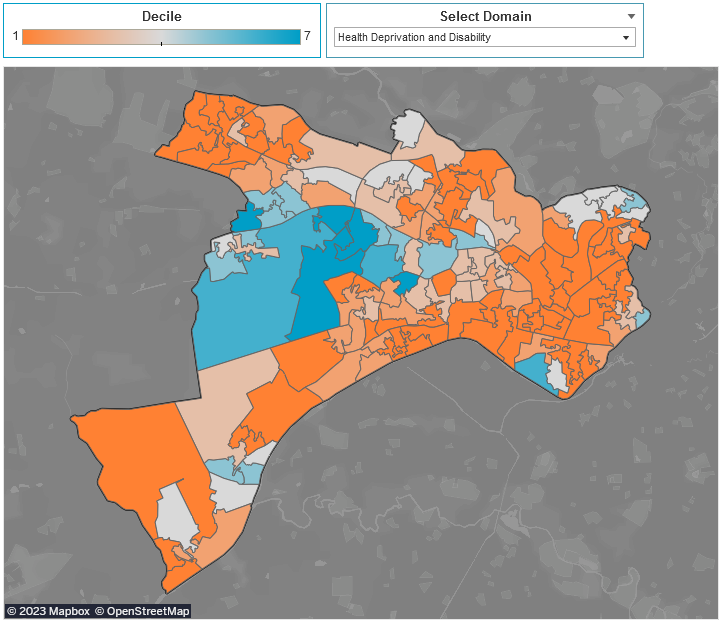 Decile
1
7
Select Domain
Health Deprivation and Disability
© 2023 Mapbox © OpenStreetMap